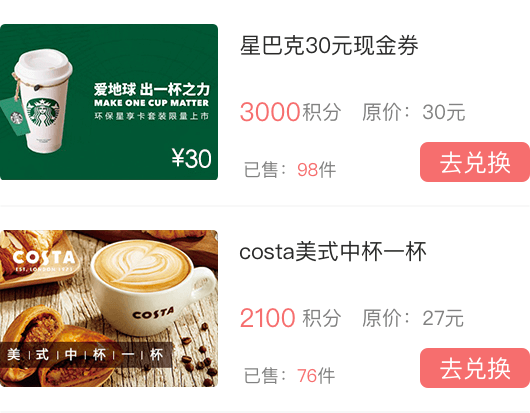 爱地球 出一杯之力
MAKE ONE CUP MATTER
环保星享卡套装限量上市
¥30
星巴克30元现金券
3000积分 原价：30元
已售：98件
去兑换
COSTA
EST. LONDON 1971
COSTA
美|式|中|杯|一|杯
costa美式中杯一杯
2100 积分 原价：27元
已售：76件
去兑换